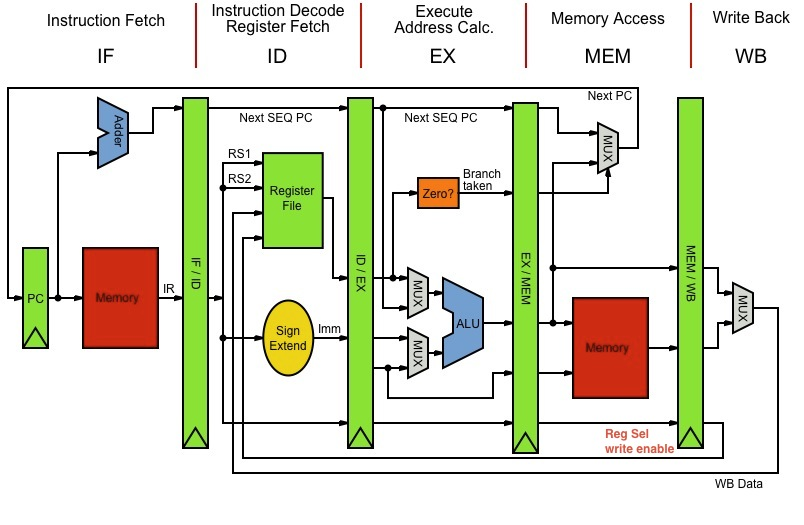 Instruction Fetch
IF
Instruction Decode
Register Fetch
ID
Execute
Address Calc.
EX
Memory Access
MEM
Write Back
WB
Next PC
Adder
Next SEQ PC
Next SEQ PC
MUX
RS1
RS2
Register
File
Branch
taken
Zero?
IF / ID
ID / EX
EX / MEM
MEM / WB
PC
Memory
IR
MUX
ALU
MUX
Sign
Extend
Imm
MUX
Memory
Reg Sel
write enable
WB Data